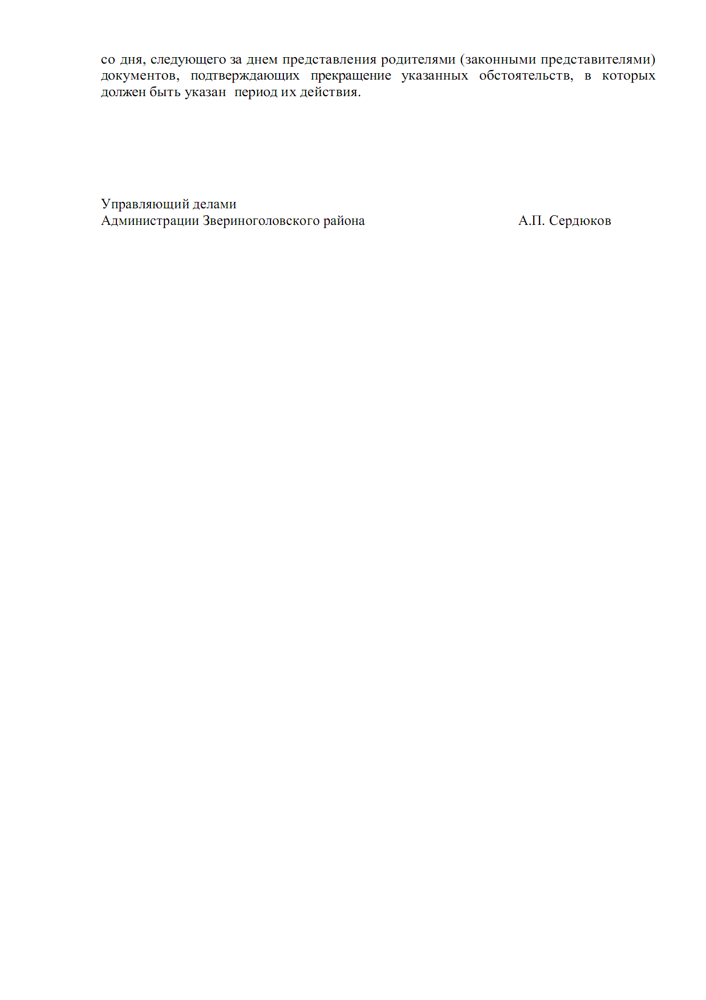 со дня, следующего за днем представления родителями (законными представителями)
документов, подтверждающих прекращение указанных обстоятельств, в которых
должен быть указан период их действия.
Управляющий делами
Администрации Звериноголовского района А.П. Сердюков